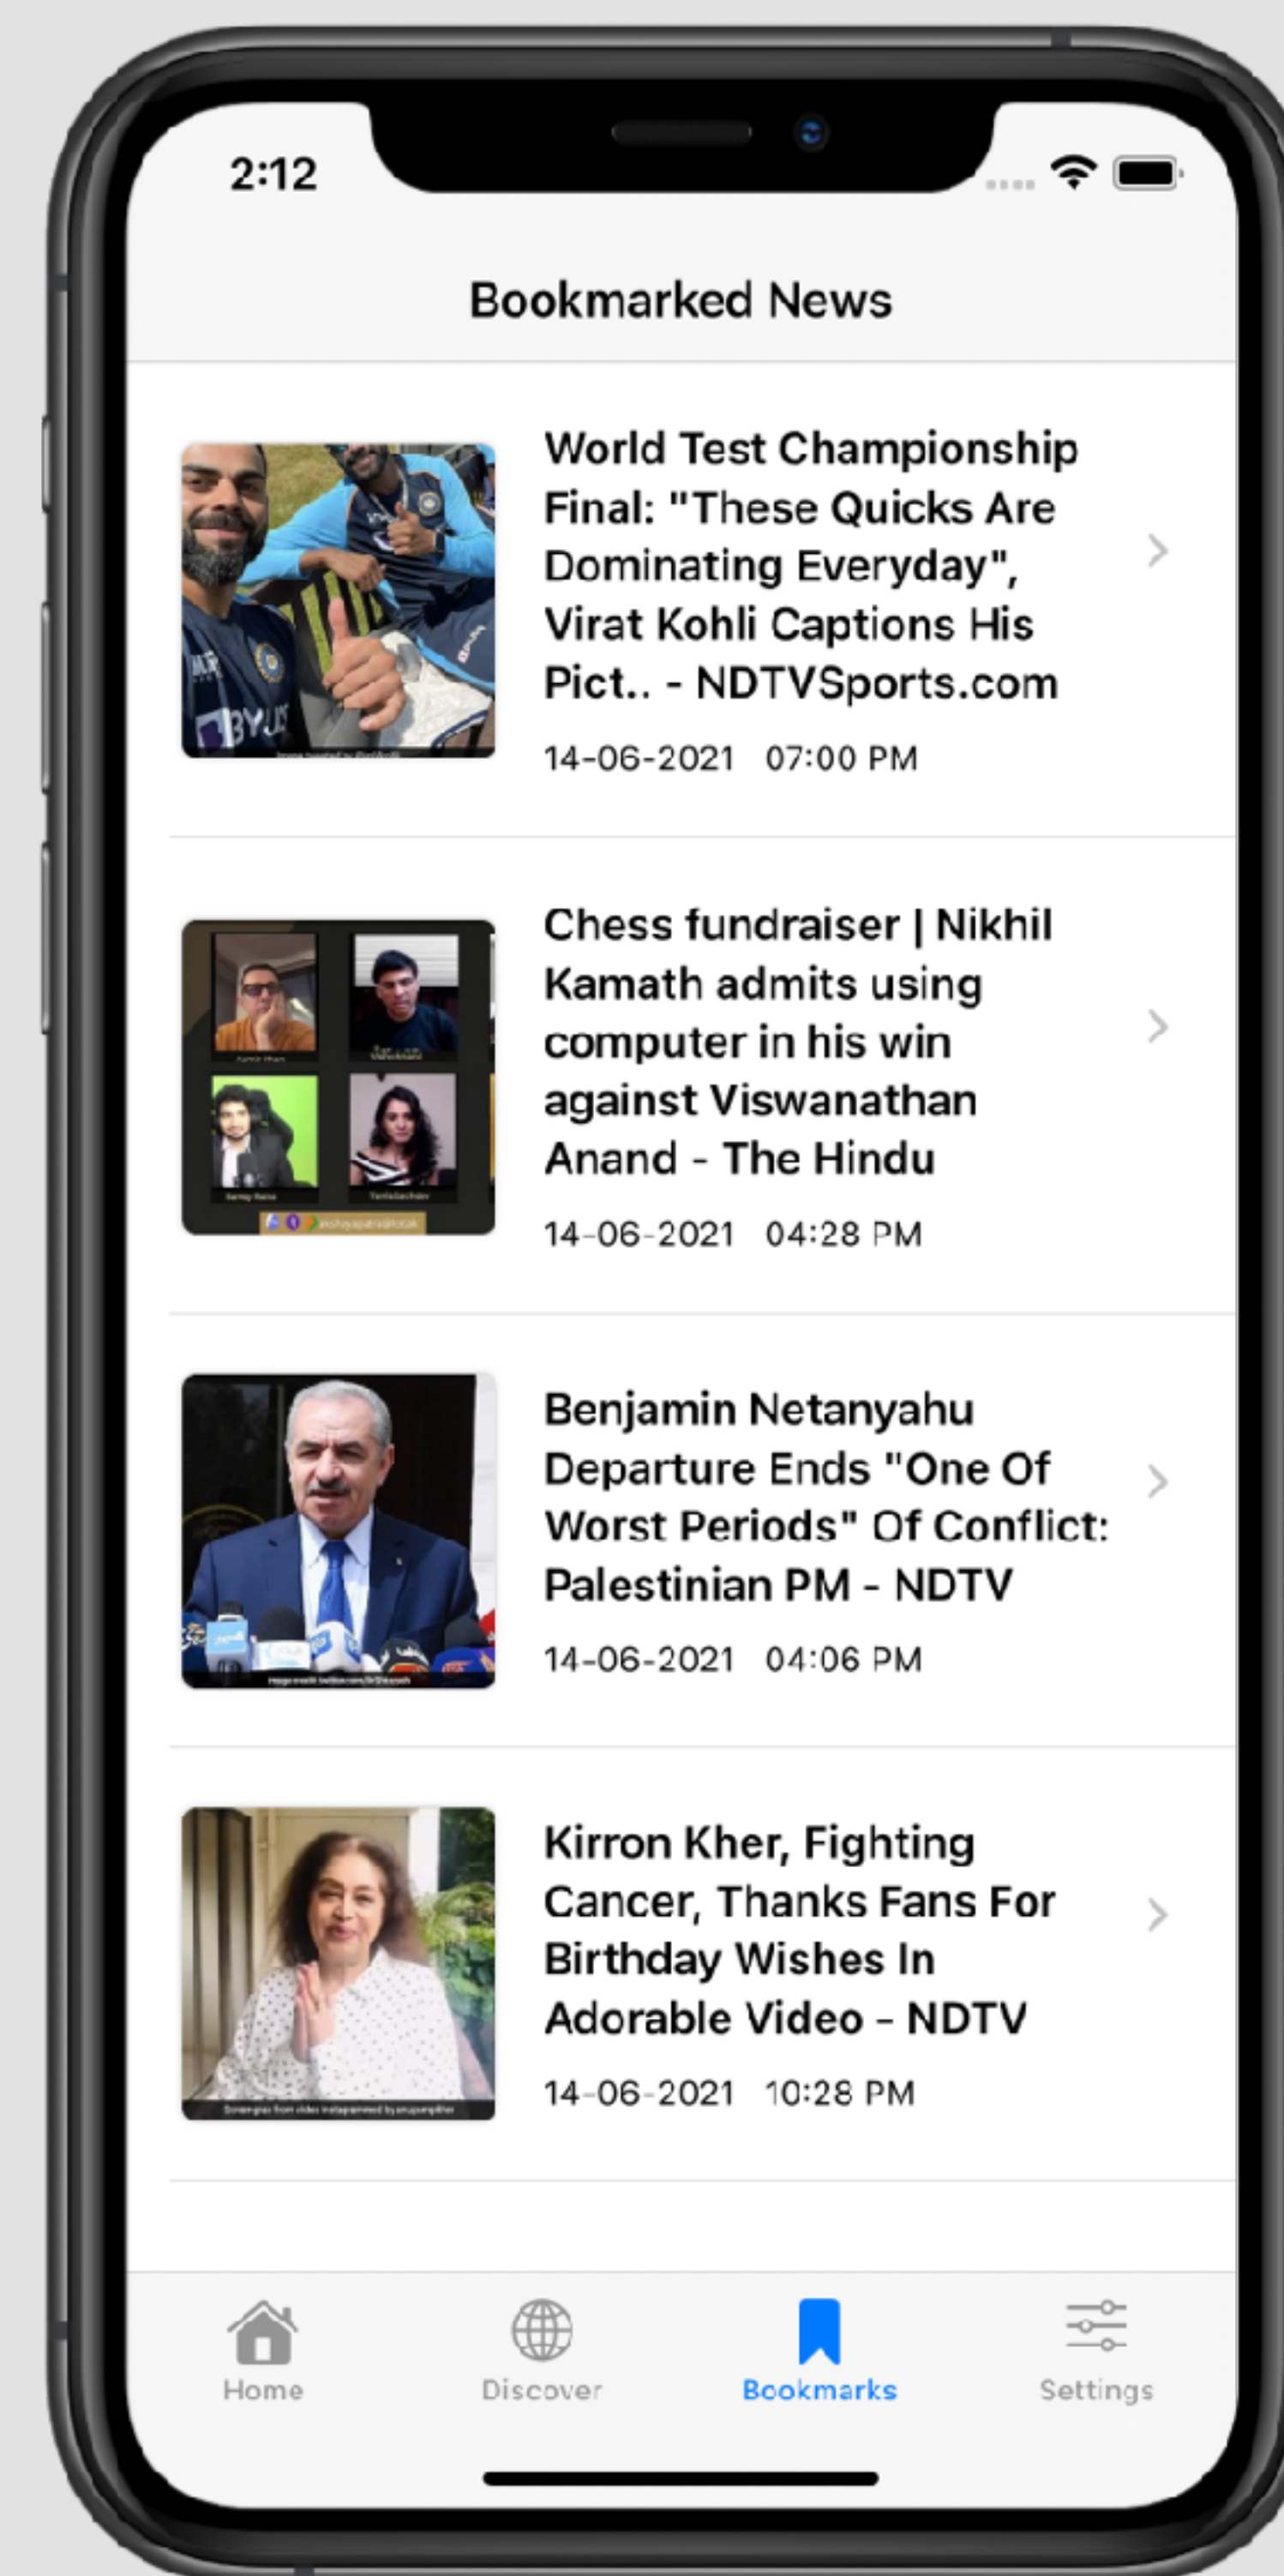 2:12
Bookmarked News
World Test Championship
Final: "These Quicks Are
Dominating Everyday",
Virat Kohli Captions His
Pict.. - NDTVSports.com
14-06-2021 07:00 PM
Chess fundraiser | Nikhil
Kamath admits using
computer in his win
against Viswanathan
Anand - The Hindu
14-06-2021 04:28 PM
Benjamin Netanyahu
Departure Ends "One Of
Worst Periods" Of Conflict:
Palestinian PM - NDTV
14-06-2021 04:06 PM
Kirron Kher, Fighting
Cancer, Thanks Fans For
Birthday Wishes In
Adorable Video - NDTV
14-06-2021 10:28 PM
Home Discover Bookmarks Settings